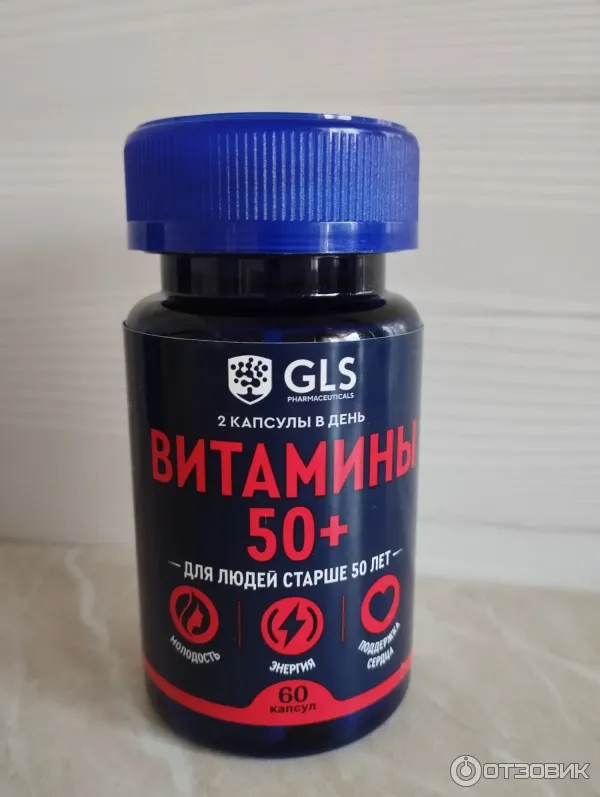 GLS
PHARMACEUTICALS
2 КАПСУЛЫ В ДЕНЬ
ВИТАМИНЫ
50+
ДЛЯ ЛЮДЕЙ СТАРШЕ 50 ЛЕТ
МОЛОДОСТЬ
ЭНЕРГИЯ
ПОДДЕРЖКА
СЕРДЦА
60
капсул
ОТЗОВИК